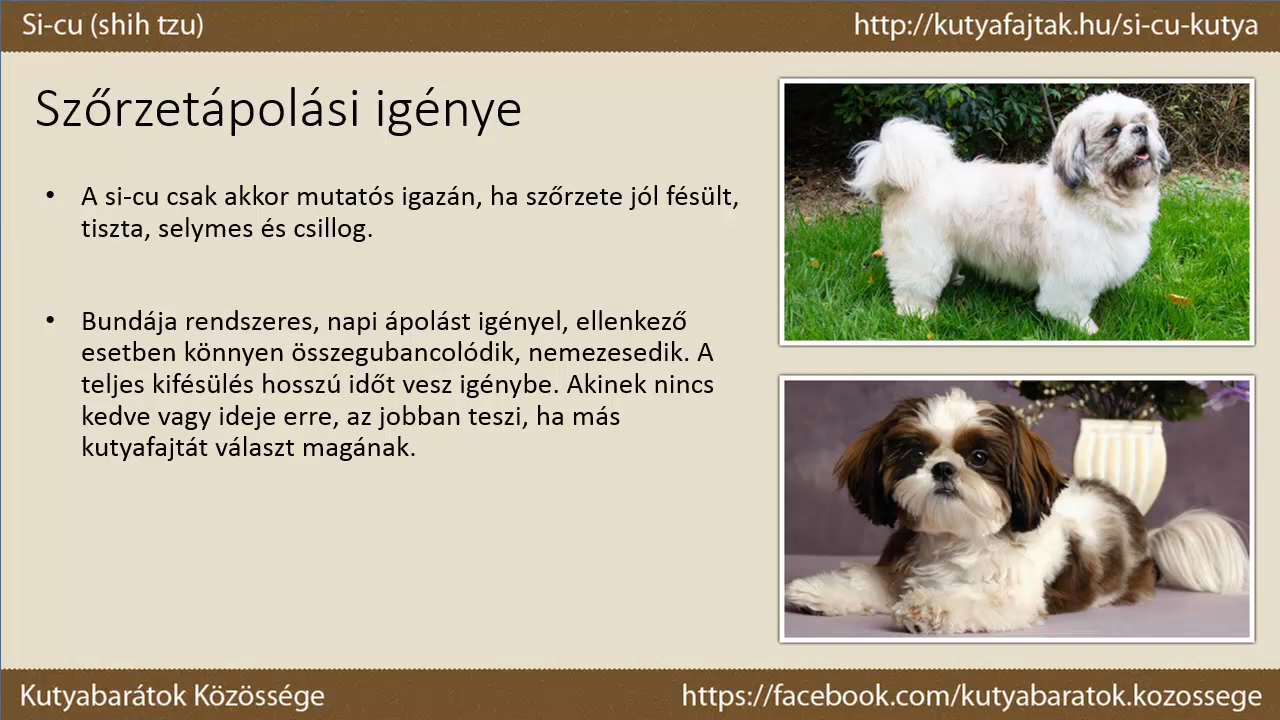 Si-cu (shih tzu)
http://kutyafajtak.hu/si-cu-kutya
Szőrzetápolási igénye
• A si-cu csak akkor mutatós igazán, ha szőrzete jól fésült,
tiszta, selymes és csillog.
• Bundája rendszeres, napi ápolást igényel, ellenkező
esetben könnyen összegubancolódik, nemezesedik. A
teljes kifésülés hosszú időt vesz igénybe. Akinek nincs
kedve vagy ideje erre, az jobban teszi, ha más
kutyafajtát választ magának.
Kutyabarátok Közössége
https://facebook.com/kutyabaratok.kozossege